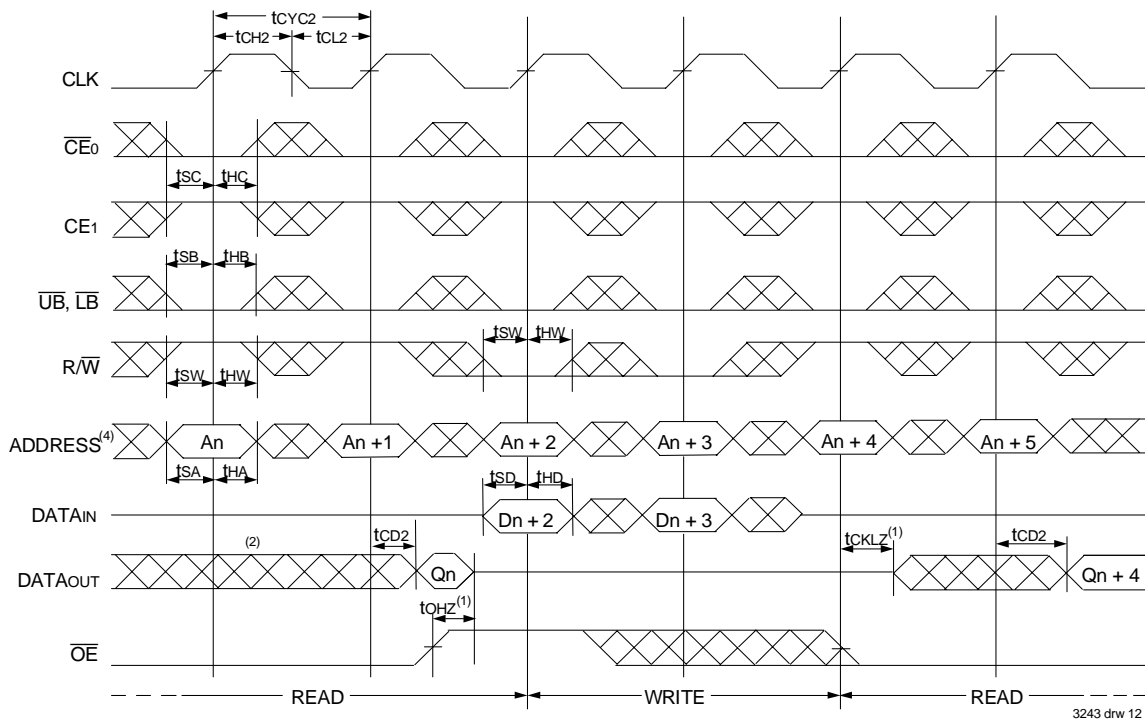 tCYC2
tCH2 tCL2
CLK
CE0
tSC tHC
CE1
tSB tHB
UB, LB
tSW tHW
R/W
tSW tHW
ADDRESS(4) An An + 1 An + 2 An + 3 An + 4 An + 5
tSA tHA tSD tHD
DATAIN Dn + 2 Dn + 3
(2) tCD2 tCKLZ(1) tCD2
DATAOUT Qn Qn + 4
tOHZ(1)
OE
READ WRITE READ
3243 drw 12